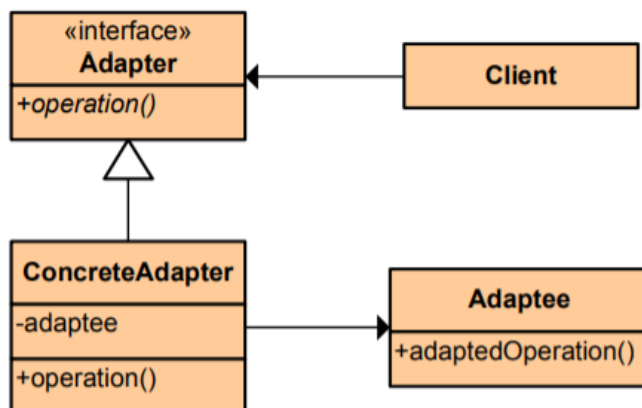 «interface»
Adapter
+operation()
Client
ConcreteAdapter
-adaptee
+operation()
Adaptee
+adaptedOperation()